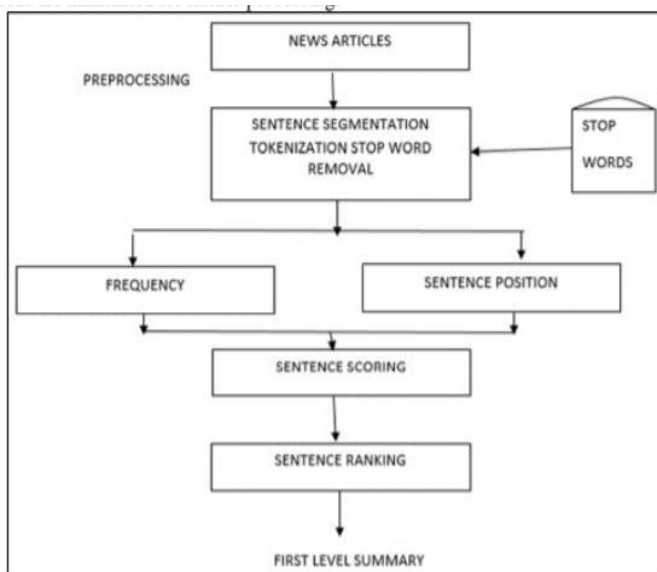 NEWS ARTICLES
PREPROCESSING
SENTENCE SEGMENTATION
TOKENIZATION STOP WORD
REMOVAL
STOP
WORDS
FREQUENCY
SENTENCE POSITION
SENTENCE SCORING
SENTENCE RANKING
FIRST LEVEL SUMMARY